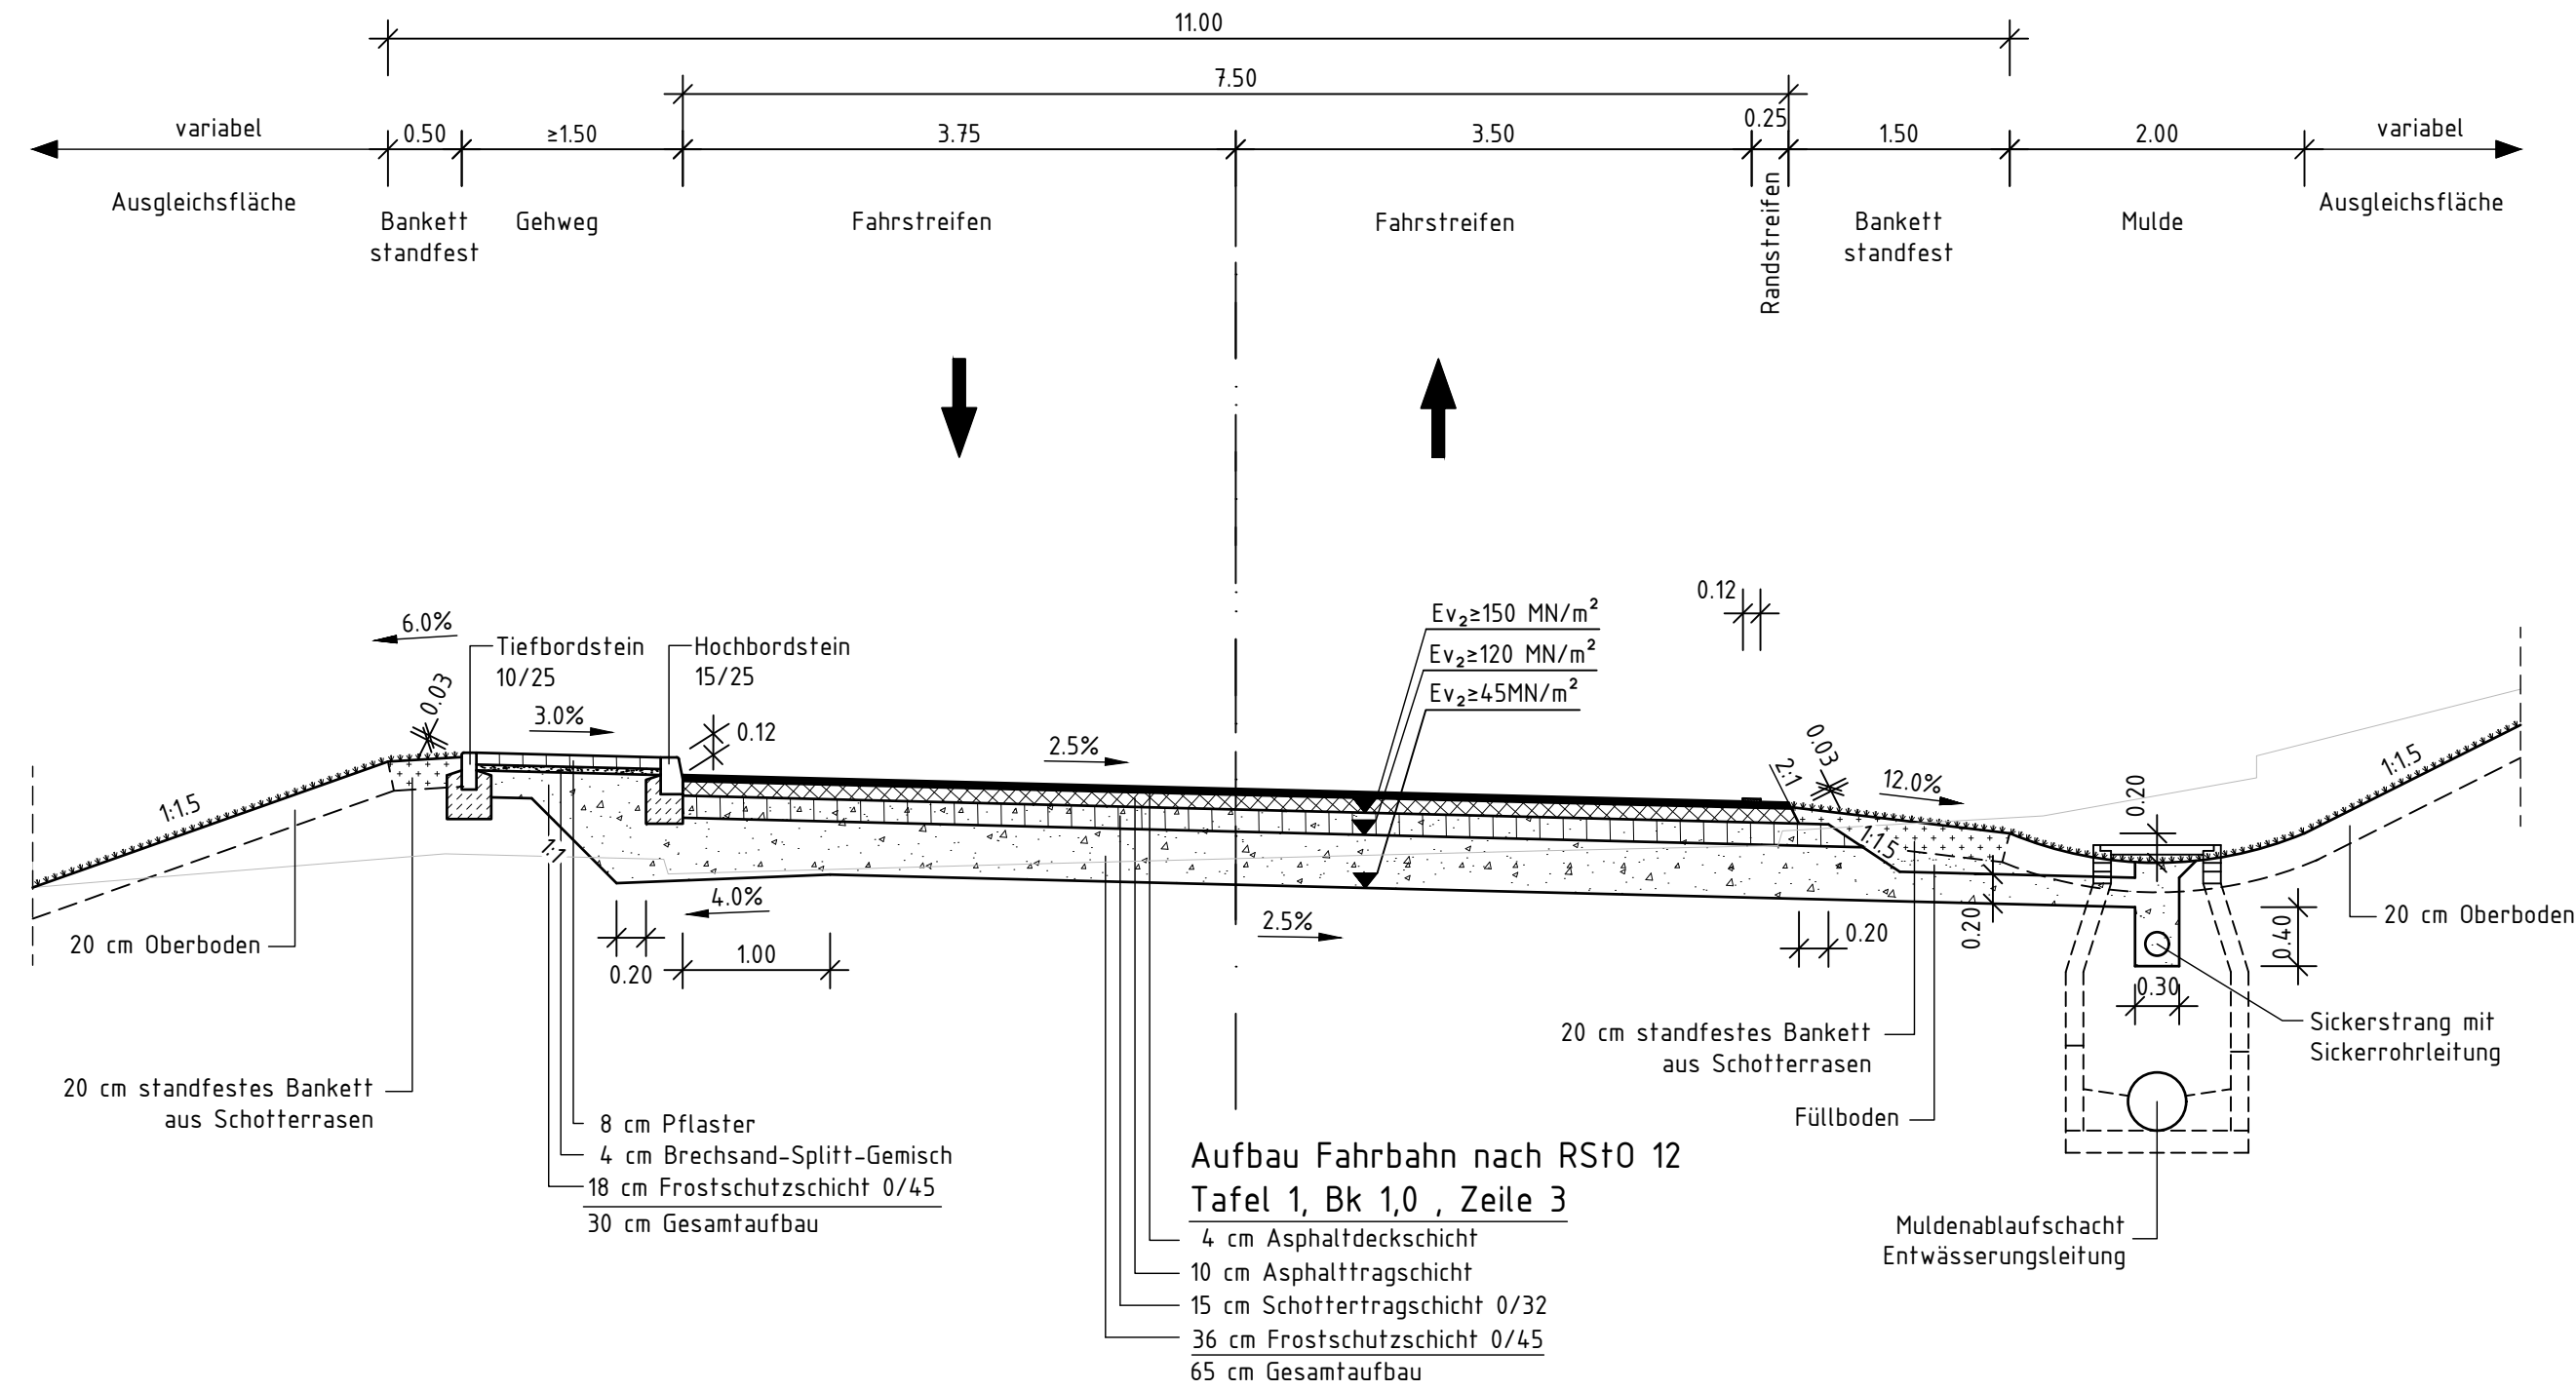 11.00
7.50
variabel
0.50
≥1.50
3.75
3.50
0.25
1.50
2.00
variabel
Ausgleichsfläche
Bankett
standfest
Gehweg
Fahrstreifen
Fahrstreifen
Randstreifen
Bankett
standfest
Mulde
Ausgleichsfläche
0.12
Ev₂≥150 MN/m²
Ev₂≥120 MN/m²
Ev₂≥45MN/m²
6.0%
Tiefbordstein
10/25
Hochbordstein
15/25
0.03
3.0%
0.12
2.5%
2:1
0.03
12.0%
0.20
1:1.5
1:1.5
1:1
1:1.5
4.0%
2.5%
0.20
1.00
0.20
0.20
0.40
0.30
20 cm Oberboden
20 cm Oberboden
20 cm standfestes Bankett
aus Schotterrasen
20 cm standfestes Bankett
aus Schotterrasen
Füllboden
Sickerstrang mit
Sickerrohrleitung
8 cm Pflaster
4 cm Brechsand-Splitt-Gemisch
18 cm Frostschutzschicht 0/45
30 cm Gesamtaufbau
Aufbau Fahrbahn nach RStO 12
Tafel 1, Bk 1,0 , Zeile 3
4 cm Asphaltdeckschicht
10 cm Asphalttragschicht
15 cm Schottertragschicht 0/32
36 cm Frostschutzschicht 0/45
65 cm Gesamtaufbau
Muldenablaufschacht
Entwässerungsleitung